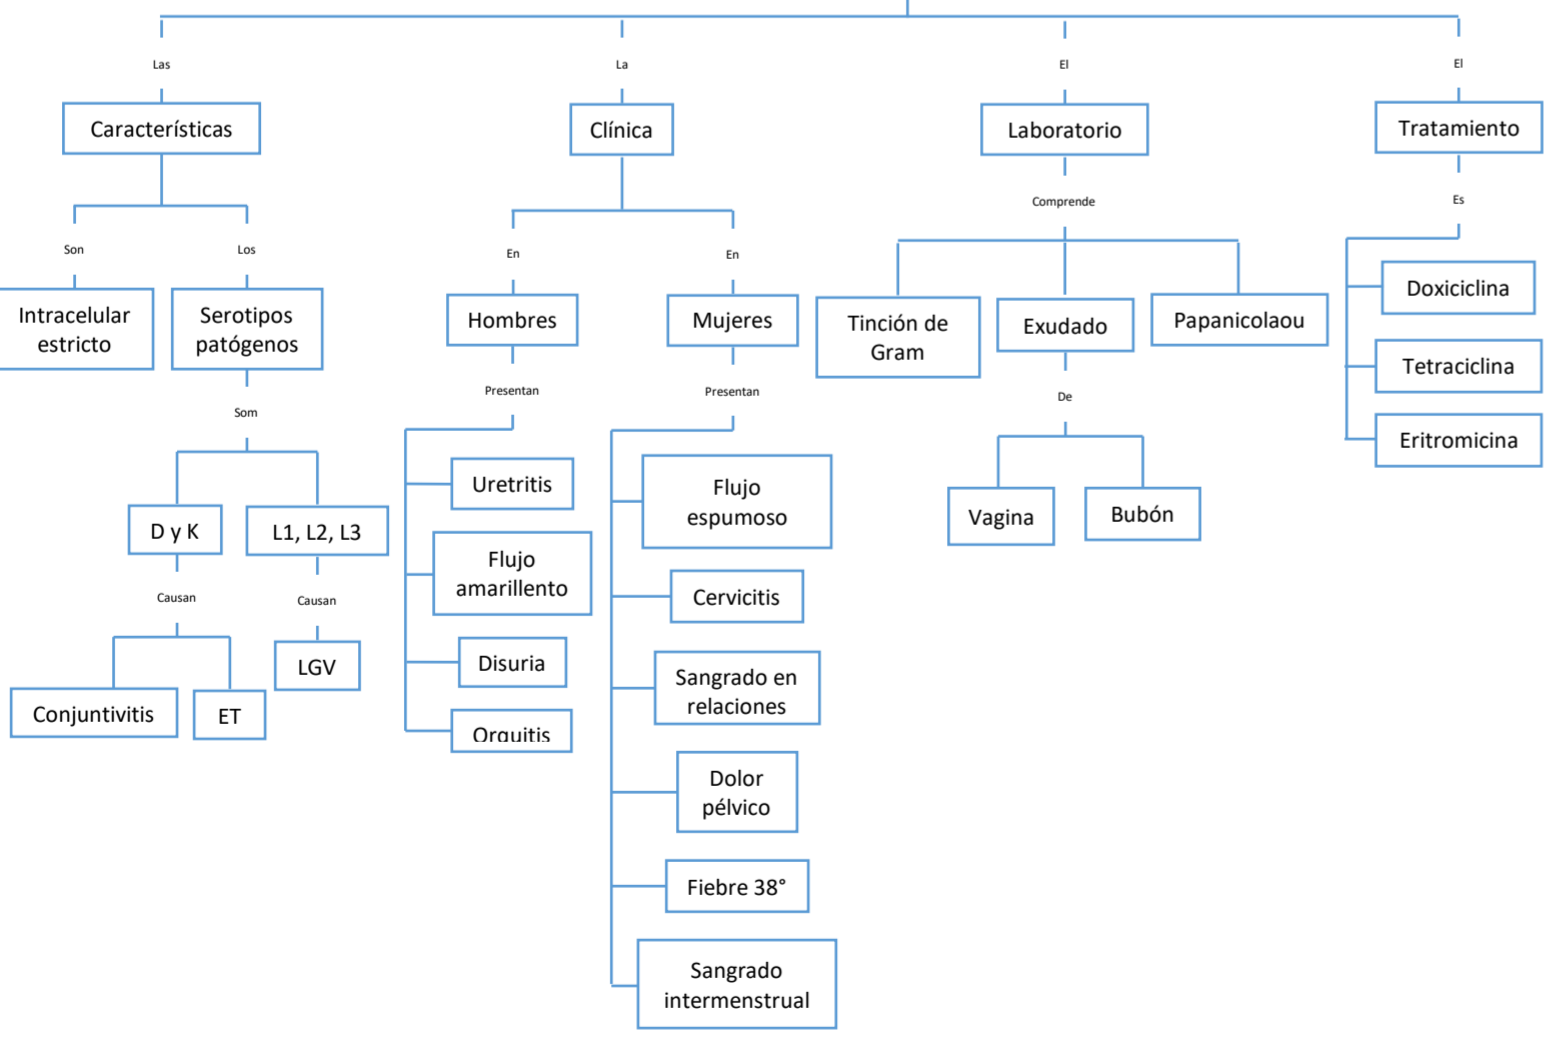 Las
La
El
El
Características
Clínica
Laboratorio
Tratamiento
Son
Los
En
En
Comprende
Es
Intracelular
estricto
Serotipos
patógenos
Hombres
Mujeres
Tinción de
Gram
Exudado
Papanicolaou
Doxiciclina
Tetraciclina
Eritromicina
Som
Presentan
Presentan
De
D y K
L1, L2, L3
Uretritis
Flujo
amarillento
Disuria
Orquitis
Flujo
espumoso
Cervicitis
Sangrado en
relaciones
Dolor
pélvico
Fiebre 38°
Sangrado
intermenstrual
Vagina
Bubón
Causan
Causan
Conjuntivitis
ET
LGV